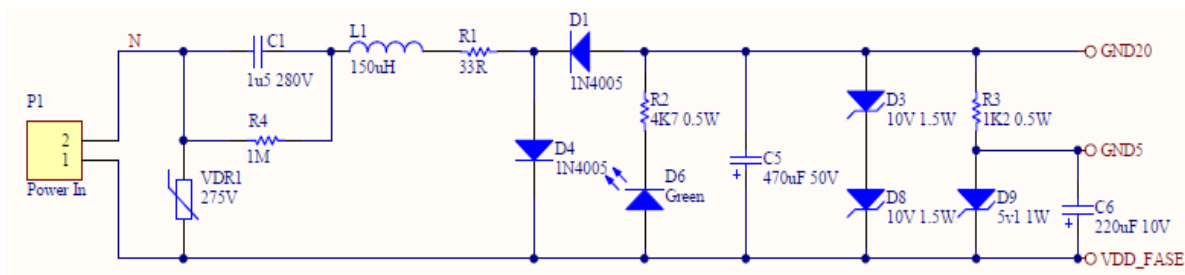 N
C1
1u5 280V
L1
150uH
R1
33R
D1
1N4005
GND20
P1
2
1
Power In
R4
1M
VDR1
275V
D4
1N4005
R2
4K7 0.5W
D6
Green
C5
+
470uF 50V
D3
10V 1.5W
D8
10V 1.5W
R3
1K2 0.5W
GND5
D9
5v1 1W
C6
+
220uF 10V
VDD_FASE